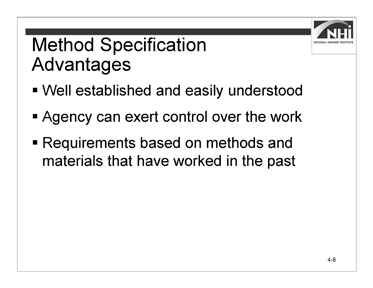 NHI
NATIONAL HIGHWAY INSTITUTE
Method Specification
Advantages
▪ Well established and easily understood
▪ Agency can exert control over the work
▪ Requirements based on methods and
materials that have worked in the past
4-8